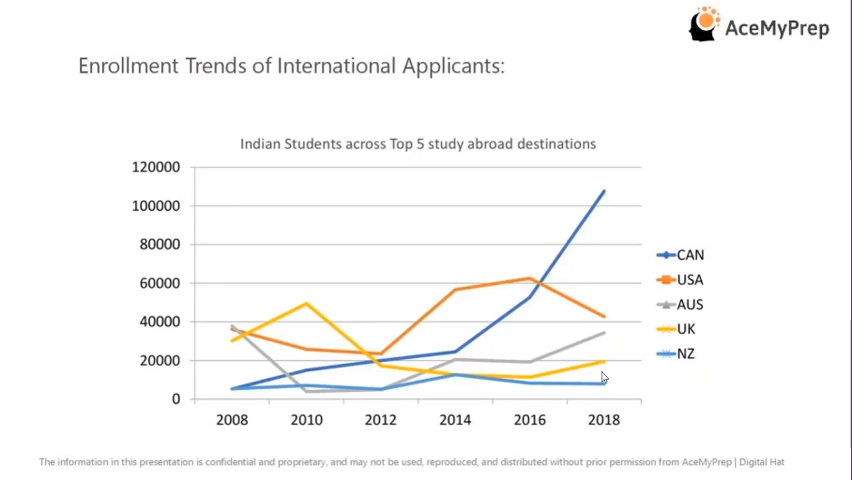 AceMyPrep
Enrollment Trends of International Applicants:
Indian Students across Top 5 study abroad destinations
120000
100000
80000
60000
40000
20000
0
2008 2010 2012 2014 2016 2018
CAN
USA
AUS
UK
NZ
The information in this presentation is confidential and proprietary, and may not be used, reproduced, and distributed without prior permission from AceMyPrep | Digital Hat